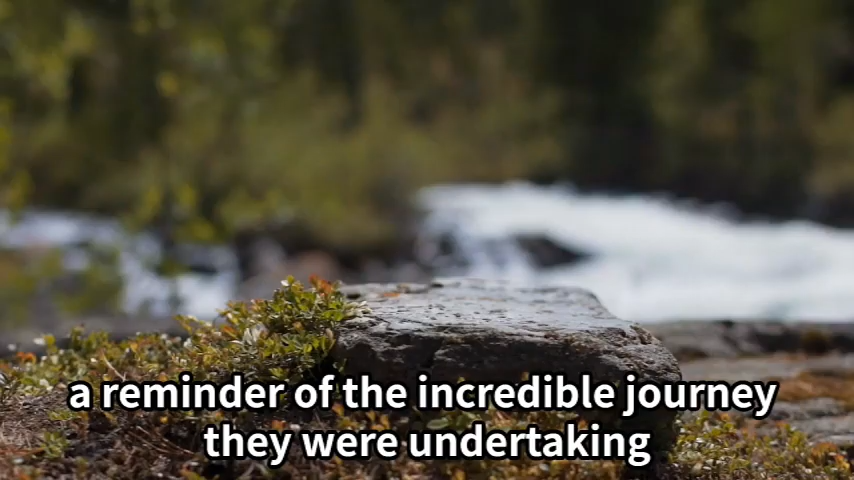 a reminder of the incredible journey
they were undertaking